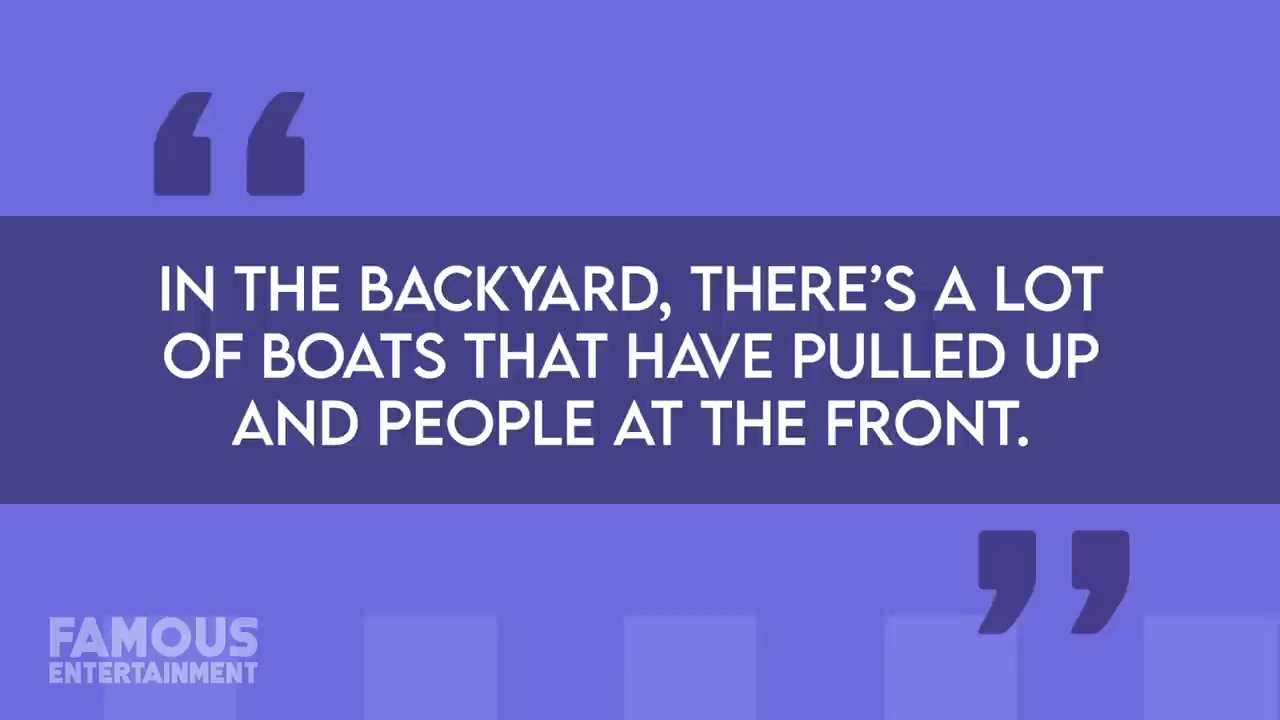 “
IN THE BACKYARD, THERE’S A LOT
OF BOATS THAT HAVE PULLED UP
AND PEOPLE AT THE FRONT.
”
FAMOUS
ENTERTAINMENT